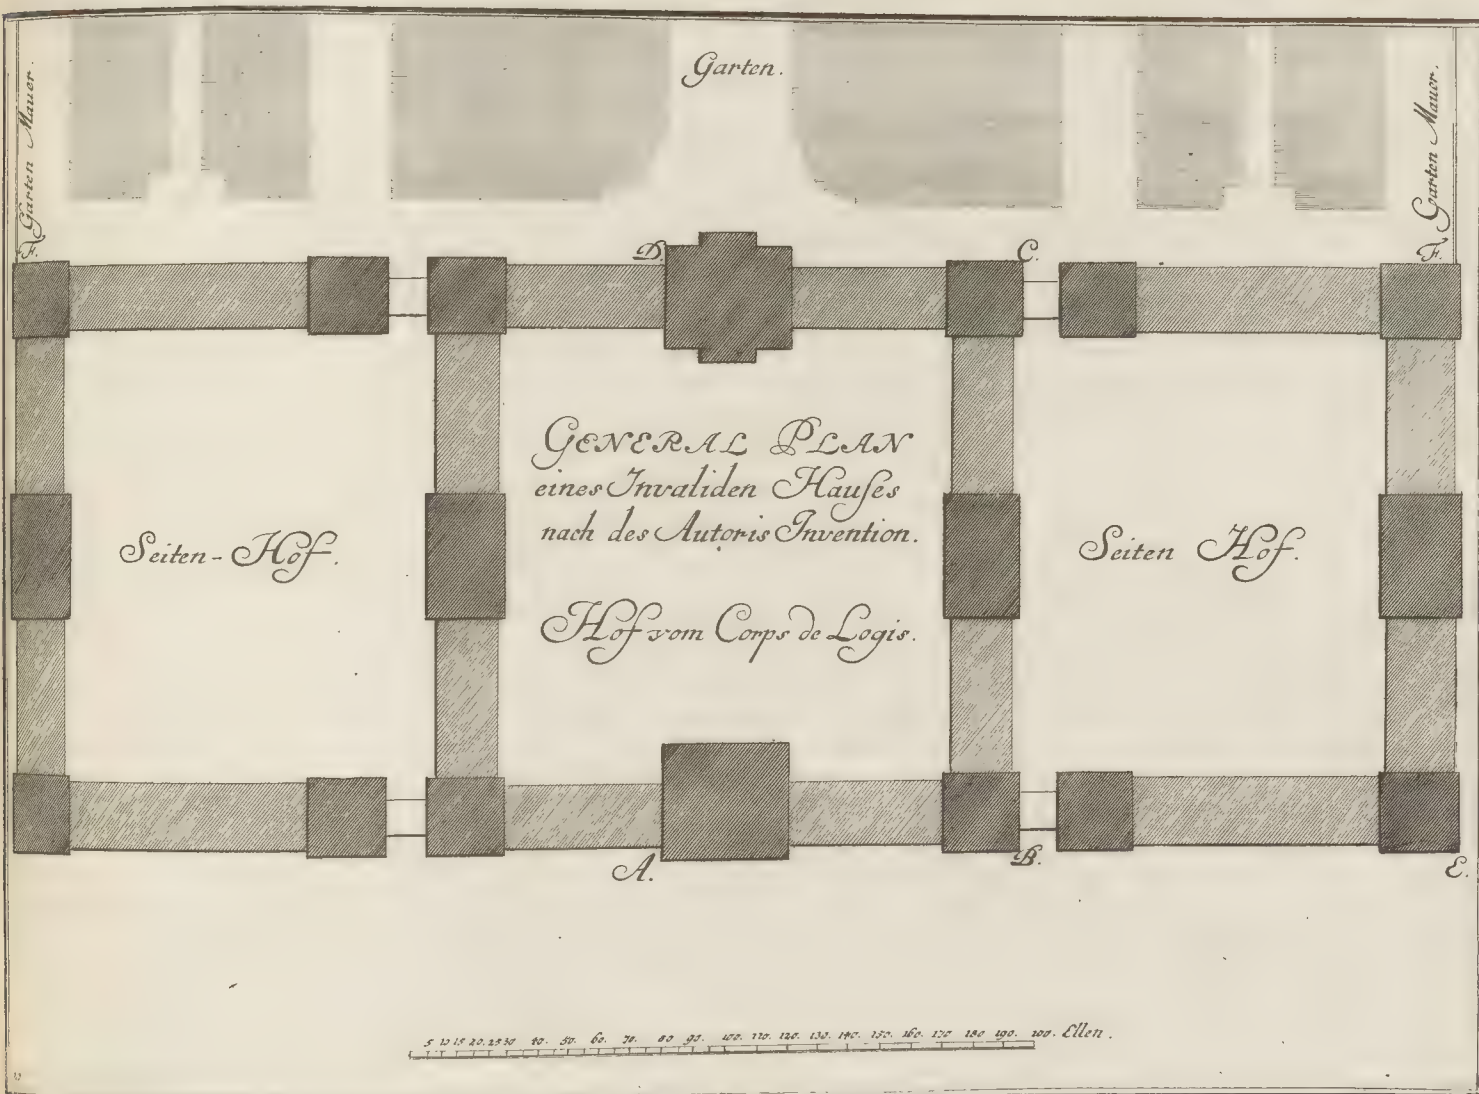 Garten.
Garten Mauer.
Garten Mauer.
F.
D.
C.
F.
GENERAL PLAN
eines Invaliden Hauſes
nach des Autoris Invention.
Seiten-Hof.
Seiten Hof.
Hof vom Corps de Logis.
A.
B.
E.
5 10 15 20. 25 30 40. 50. 60. 70. 80 90. 100. 110. 120. 130. 140. 150. 160. 170 180 190. 200. Ellen.